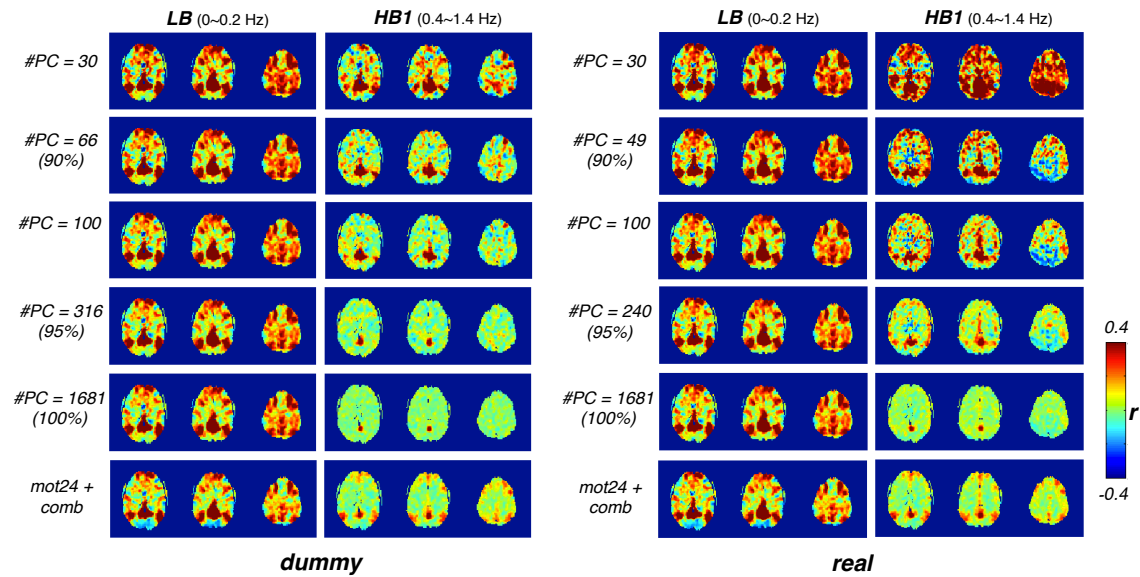 LB (0~0.2 Hz) HB1 (0.4~1.4 Hz) LB (0~0.2 Hz) HB1 (0.4~1.4 Hz)
#PC = 30 #PC = 30
#PC = 66 #PC = 49
(90%) (90%)
#PC = 100 #PC = 100
#PC = 316 #PC = 240
(95%) (95%)
0.4
#PC = 1681 #PC = 1681
(100%) (100%)
r
mot24 + mot24 +
comb comb
-0.4
dummy real